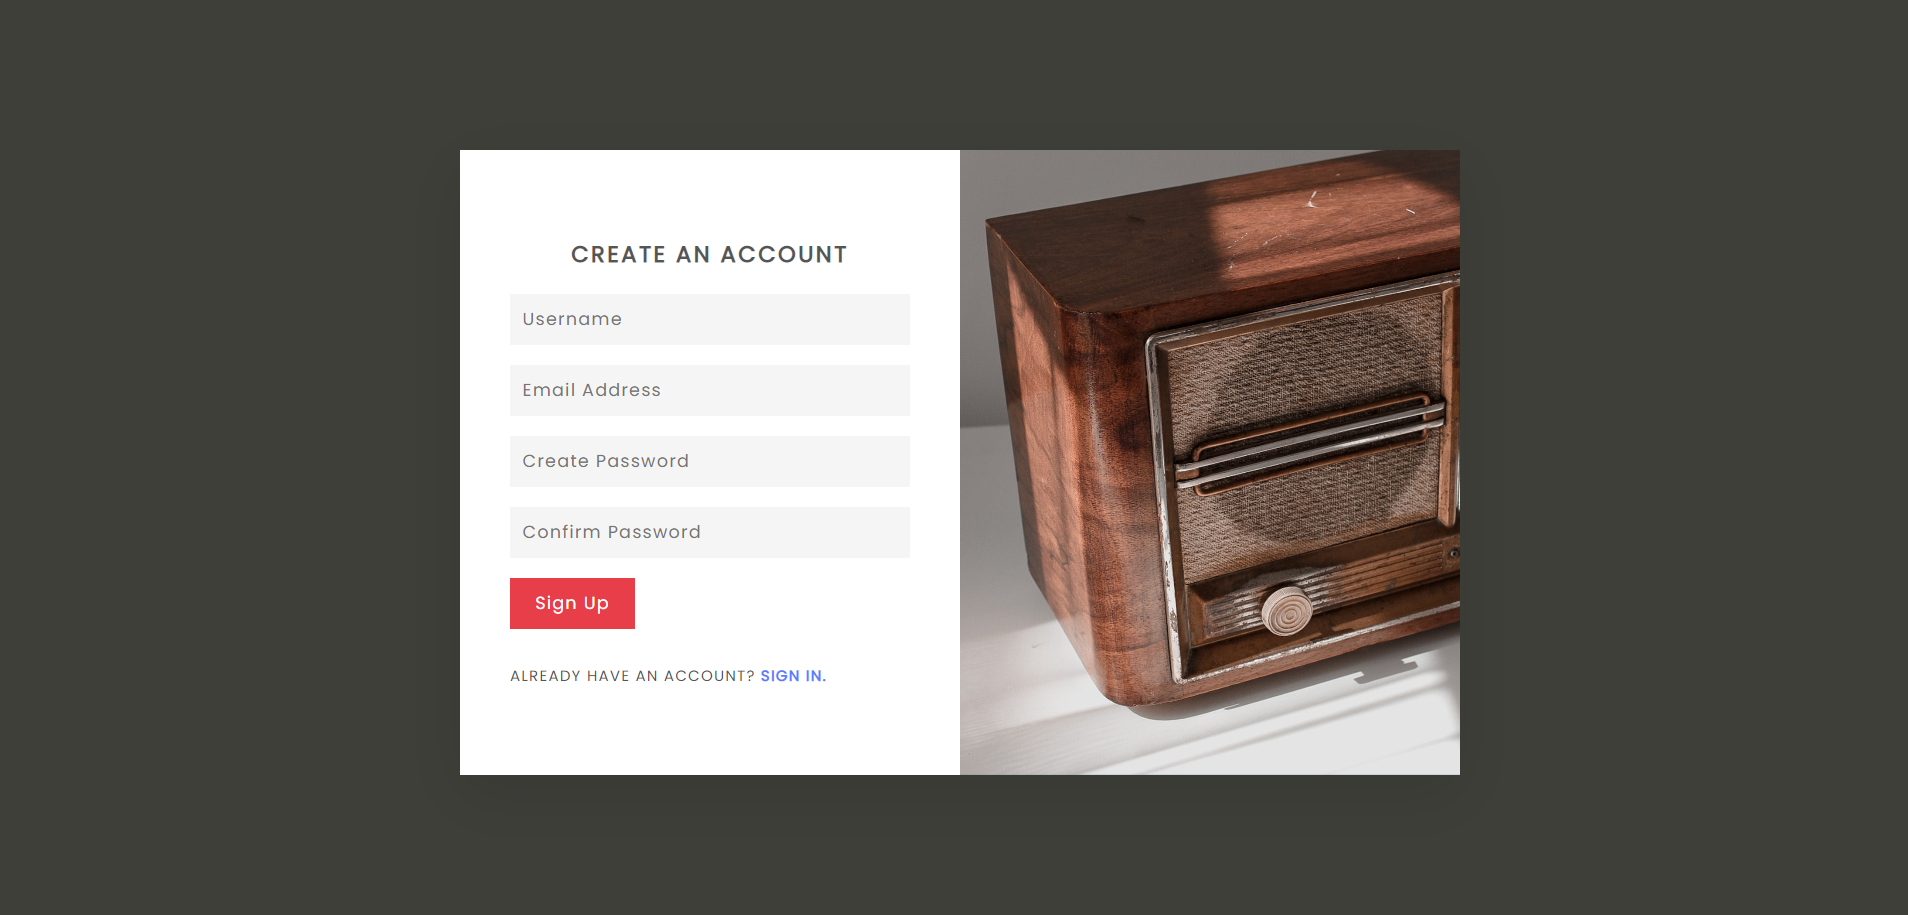 CREATE AN ACCOUNT
Username
Email Address
Create Password
Confirm Password
Sign Up
ALREADY HAVE AN ACCOUNT? SIGN IN.